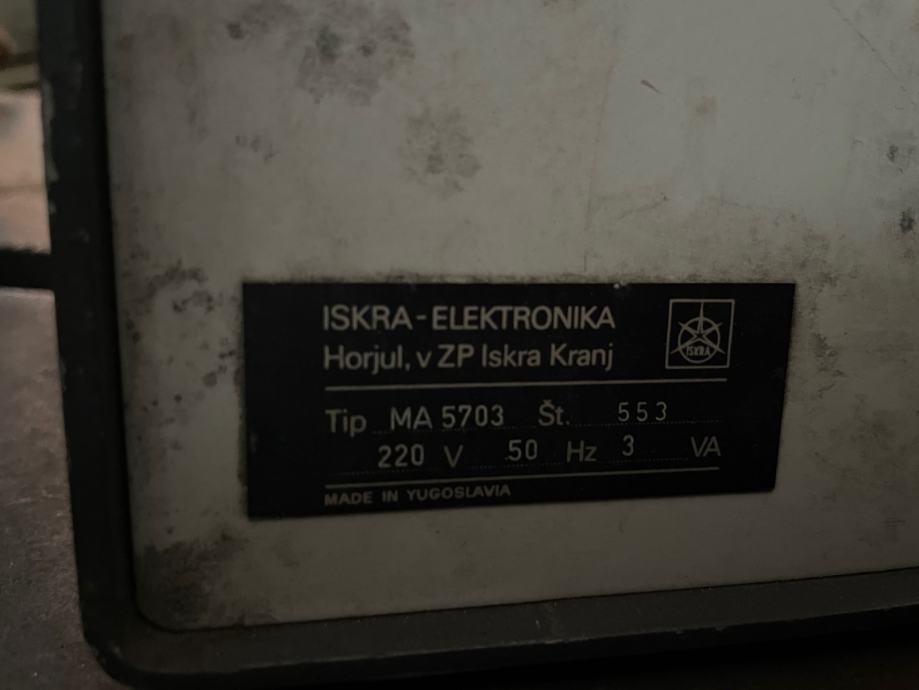 ISKRA-ELEKTRONIKA
Horjul, v ZP Iskra Kranj
ISKRA
Tip MA 5703 Št. 553
220 V 50 Hz 3 VA
MADE IN YUGOSLAVIA